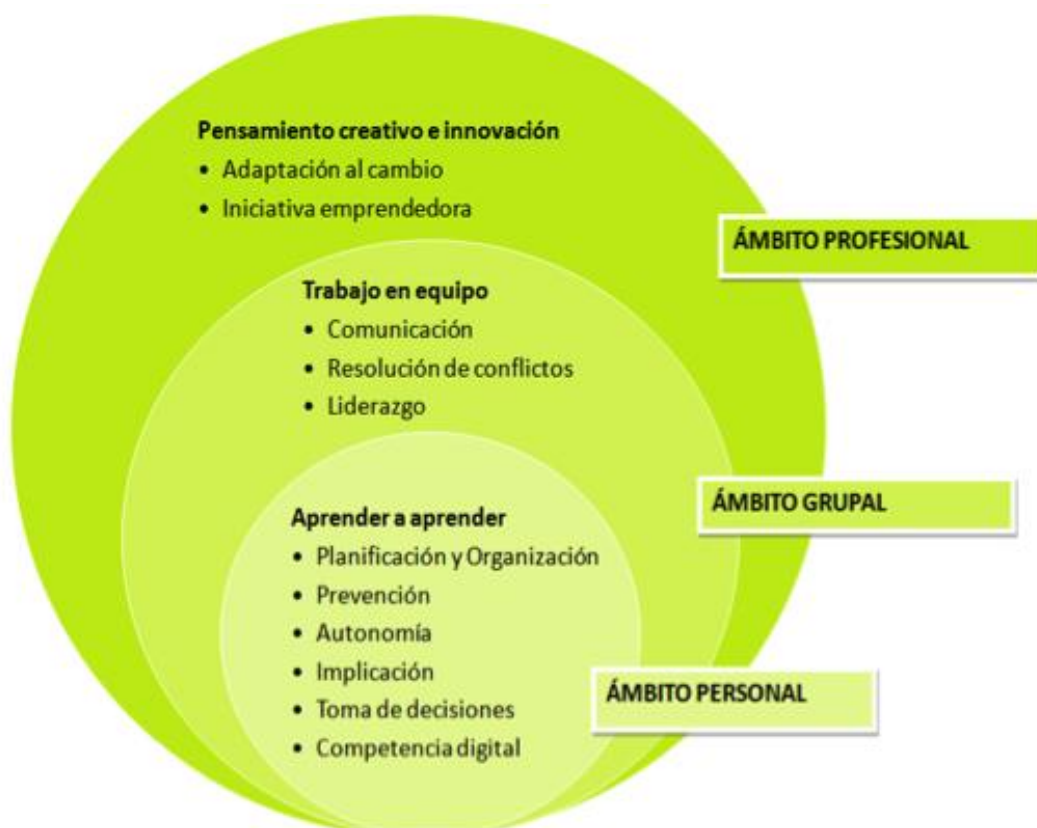 Pensamiento creativo e innovación
• Adaptación al cambio
• Iniciativa emprendedora
ÁMBITO PROFESIONAL
Trabajo en equipo
• Comunicación
• Resolución de conflictos
• Liderazgo
ÁMBITO GRUPAL
Aprender a aprender
• Planificación y Organización
• Prevención
• Autonomía
• Implicación
• Toma de decisiones
• Competencia digital
ÁMBITO PERSONAL